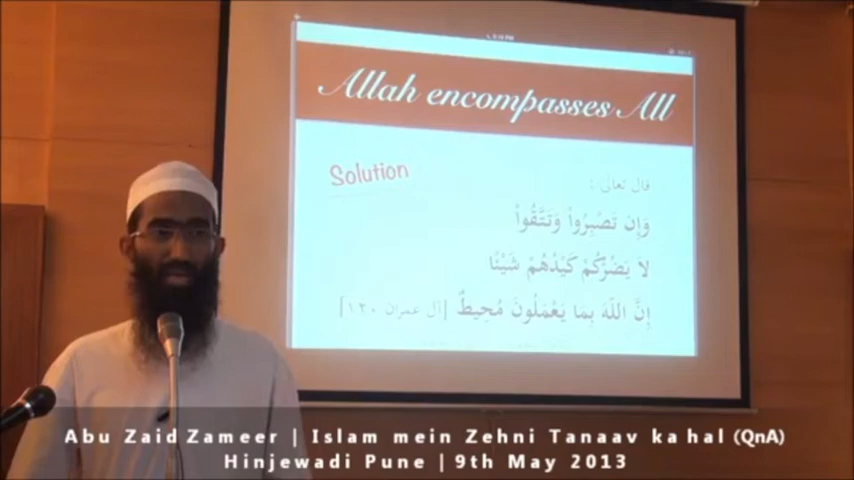 Allah encompasses All
Solution
قال تعالى :
وَإِن تَصْبِرُواْ وَتَتَّقُواْ
لاَ يَضُرُّكُمْ كَيْدُهُمْ شَيْئًا
إِنَّ اللّهَ بِمَا يَعْمَلُونَ مُحِيطٌ [آل عمران ١٢٠]
Abu Zaid Zameer | Islam mein Zehni Tanaav ka hal (QnA)
Hinjewadi Pune | 9th May 2013